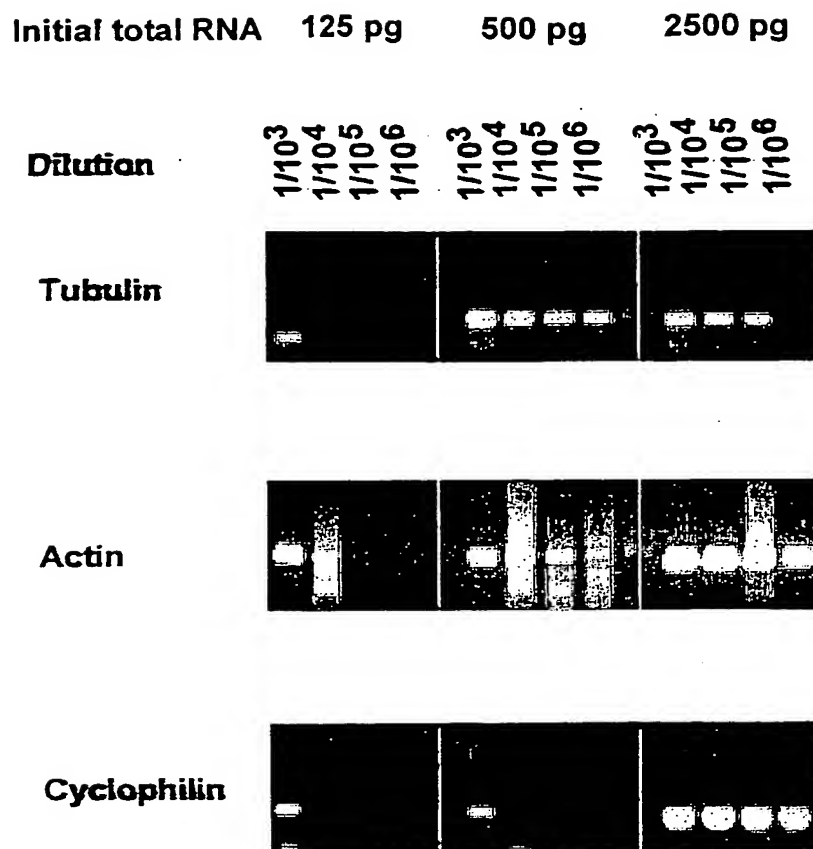 Initial total RNA 125 pg 500 pg 2500 pg
Dilution 1/10³ 1/10⁴ 1/10⁵ 1/10⁶ 1/10³ 1/10⁴ 1/10⁵ 1/10⁶ 1/10³ 1/10⁴ 1/10⁵ 1/10⁶
Tubulin
Actin
Cyclophilin